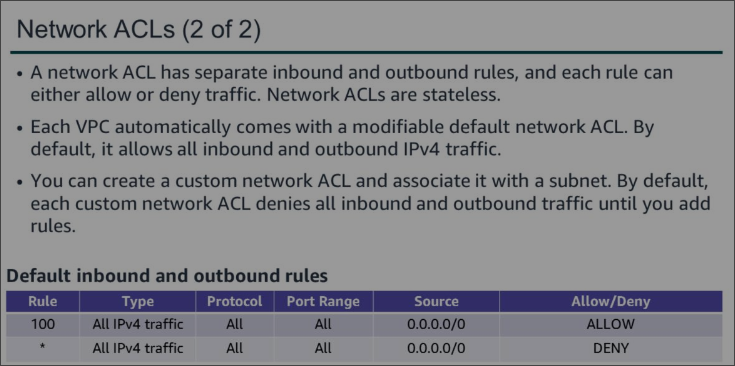 Network ACLs (2 of 2)
• A network ACL has separate inbound and outbound rules, and each rule can
either allow or deny traffic. Network ACLs are stateless.
• Each VPC automatically comes with a modifiable default network ACL. By
default, it allows all inbound and outbound IPv4 traffic.
• You can create a custom network ACL and associate it with a subnet. By default,
each custom network ACL denies all inbound and outbound traffic until you add
rules.
Default inbound and outbound rules
Rule Type Protocol Port Range Source Allow/Deny
100 All IPv4 traffic All All 0.0.0.0/0 ALLOW
* All IPv4 traffic All All 0.0.0.0/0 DENY